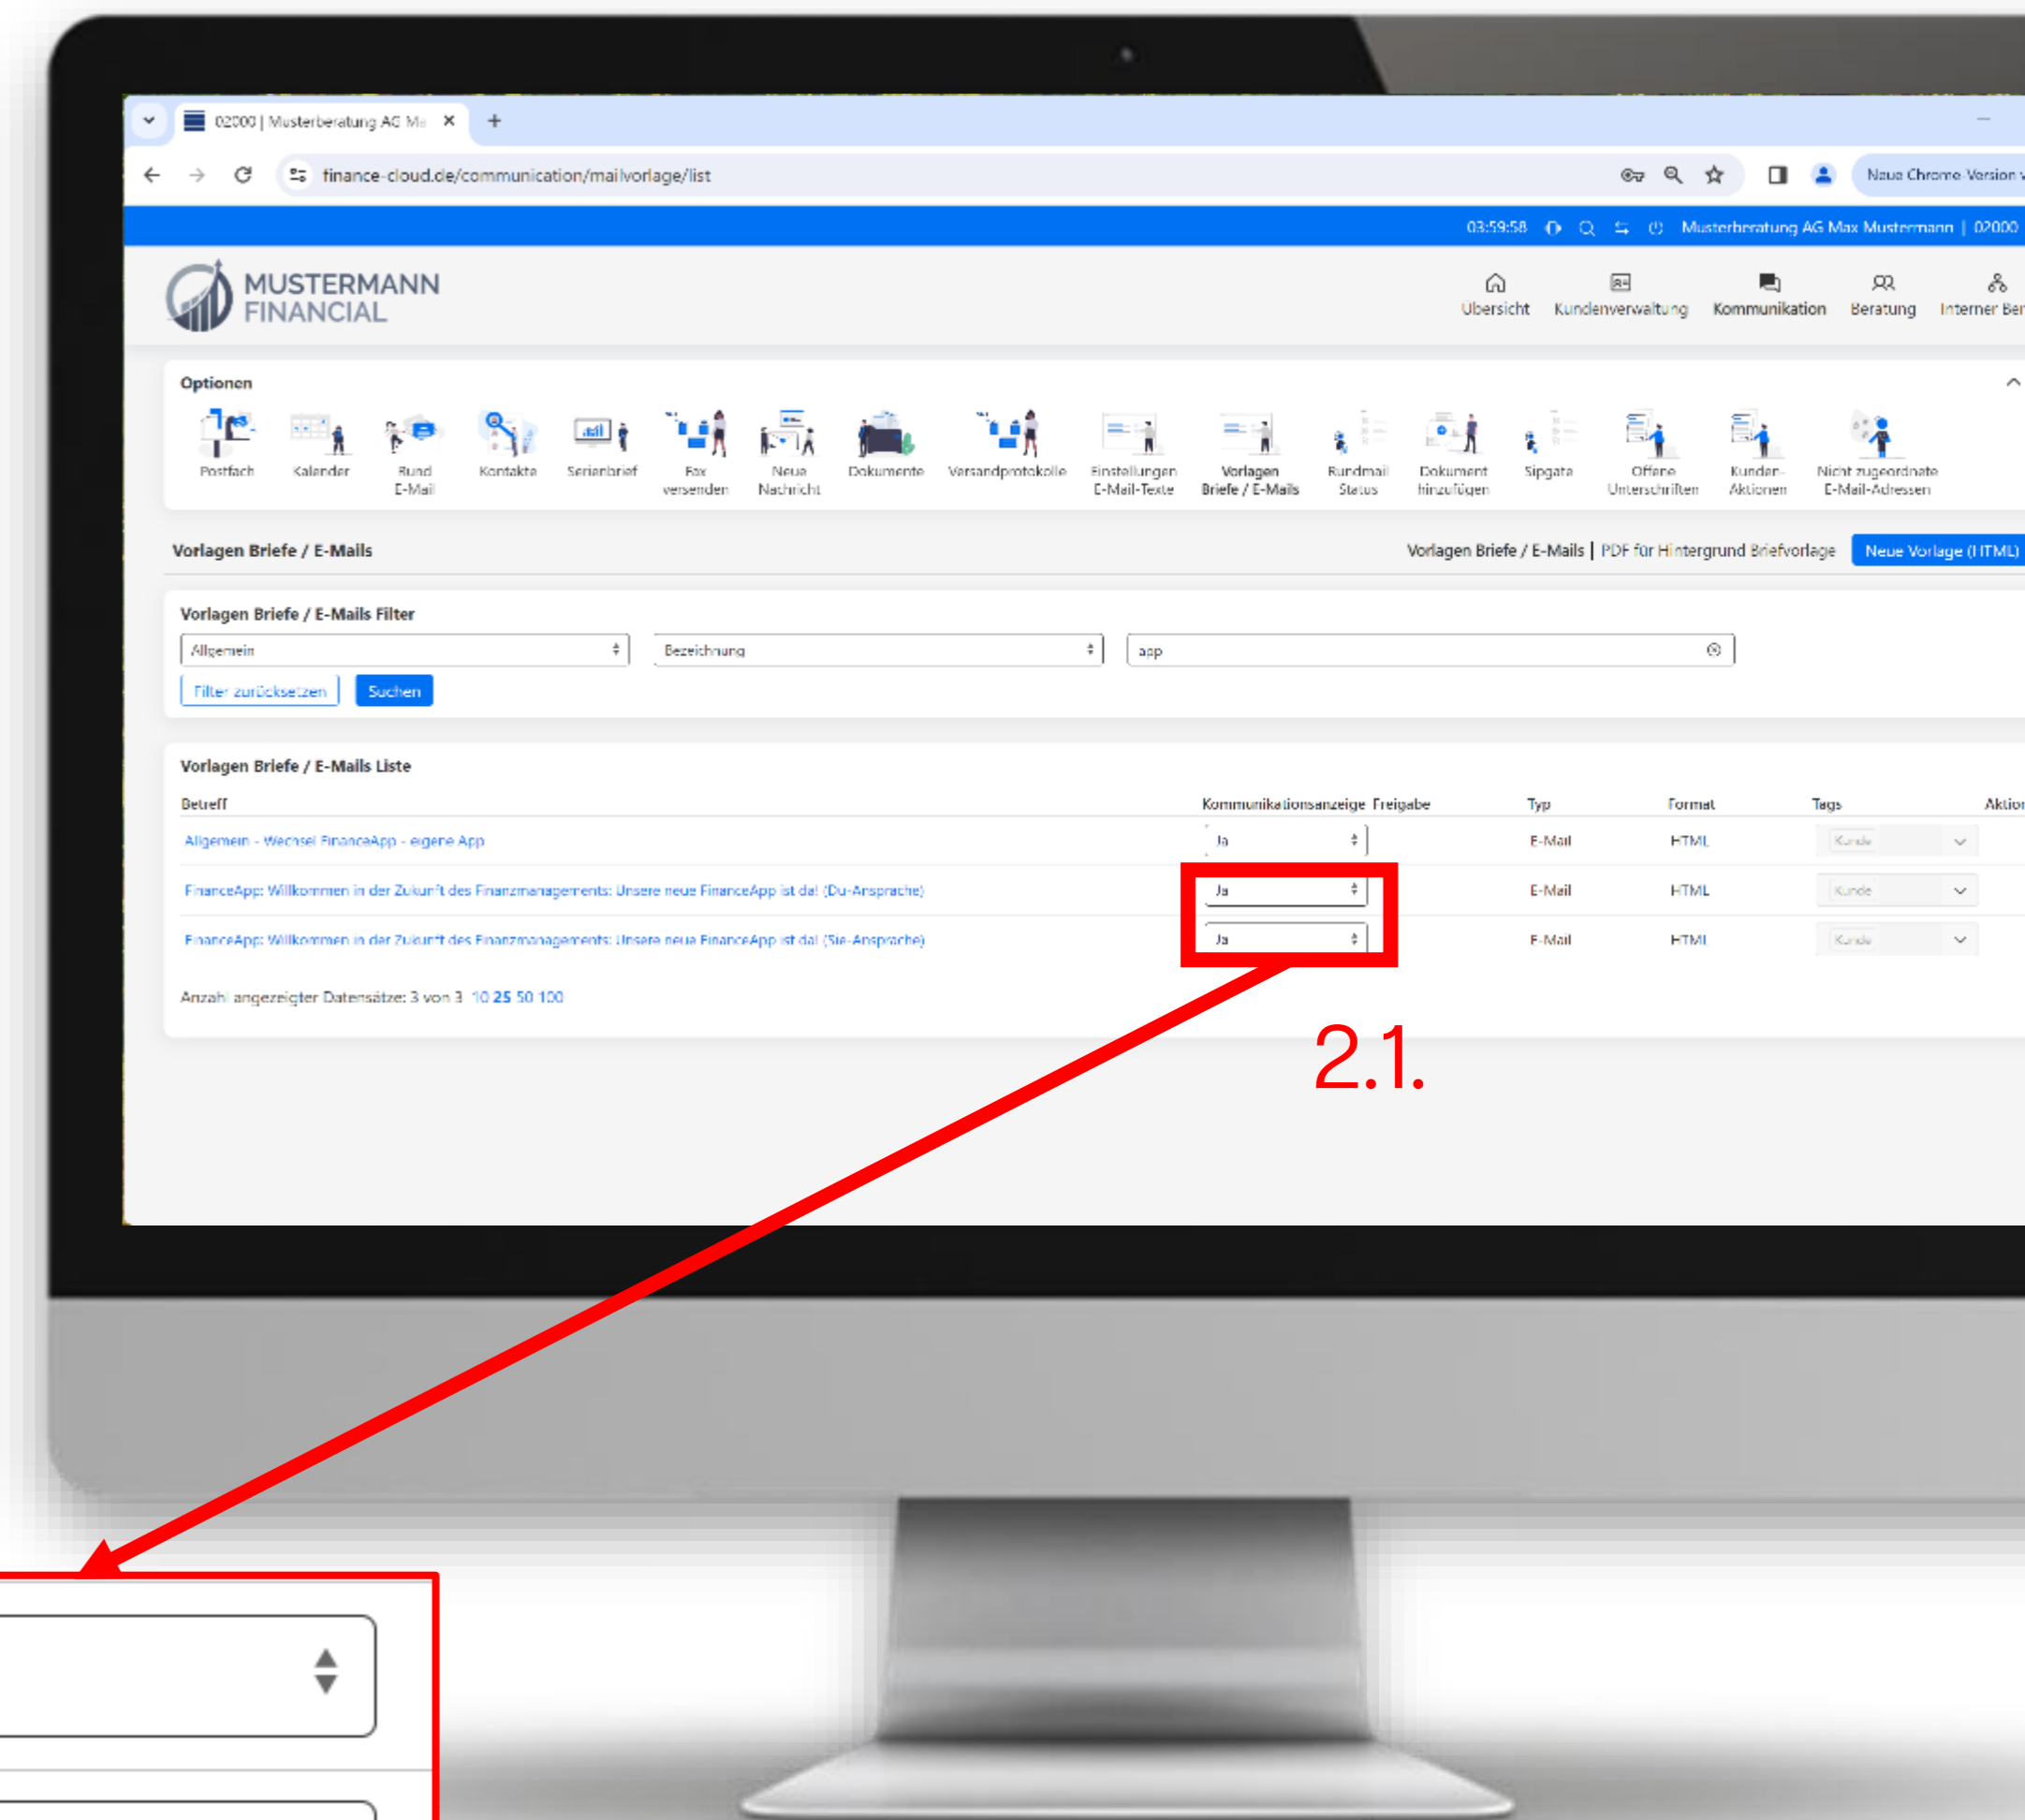 02000 | Musterberatung AG Ma
finance-cloud.de/communication/mailvorlage/list
Neue Chrome-Version v
03:59:58 Musterberatung AG Max Mustermann | 02000
MUSTERMANN
FINANCIAL
Übersicht Kundenverwaltung Kommunikation Beratung Interner Ber
Optionen
Postfach Kalender Rund E-Mail Kontakte Serienbrief Fax versenden Neue Nachricht Dokumente Versandprotokolle Einstellungen E-Mail-Texte Vorlagen Briefe / E-Mails Rundmail Status Dokument hinzufügen Sipgate Offene Unterschriften Kunden-Aktionen Nicht zugeordnete E-Mail-Adressen
Vorlagen Briefe / E-Mails
Vorlagen Briefe / E-Mails | PDF für Hintergrund Briefvorlage Neue Vorlage (HTML)
Vorlagen Briefe / E-Mails Filter
Allgemein Bezeichnung app
Filter zurücksetzen Suchen
Vorlagen Briefe / E-Mails Liste
Betreff Kommunikationsanzeige Freigabe Typ Format Tags Aktion
Allgemein - Wechsel FinanceApp - eigene App Ja E-Mail HTML Kunde
FinanceApp: Willkommen in der Zukunft des Finanzmanagements: Unsere neue FinanceApp ist da! (Du-Ansprache) Ja E-Mail HTML Kunde
FinanceApp: Willkommen in der Zukunft des Finanzmanagements: Unsere neue FinanceApp ist da! (Sie-Ansprache) Ja E-Mail HTML Kunde
Anzahl angezeigter Datensätze: 3 von 3 10 25 50 100
2.1.